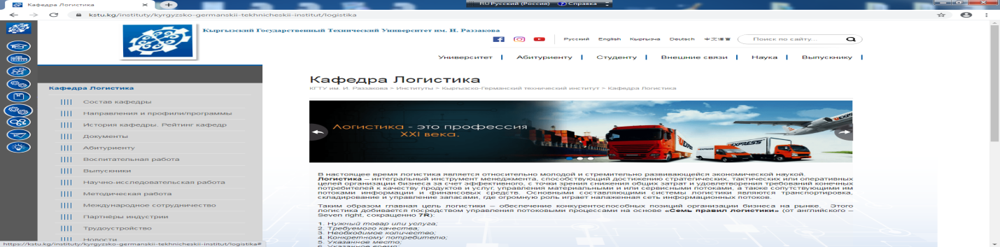 Кафедра Логистика
RU Русский (Россия) Справка
kstu.kg/instituty/kyrgyzsko-germanskii-tekhnicheskii-institut/logistika
Кыргызский Государственный Технический Университет им. И. Раззакова
Русский English Кыргызча Deutsch 中文语言 Поиск по сайту...
Университет Абитуриенту Студенту Внешние связи Наука Выпускнику
Кафедра Логистика
Состав кафедры
Направления и профили/программы
История кафедры. Рейтинг кафедр
Документы
Абитуриенту
Воспитательная работа
Выпускники
Научно-исследовательская работа
Методическая работа
Международное сотрудничество
Партнёры индустрии
Трудоустройство
Новости
https://kstu.kg/instituty/kyrgyzsko-germanskii-tekhnicheskii-institut/logistika#
Кафедра Логистика
КГТУ им. И. Раззакова » Институты » Кыргызско-Германский технический институт » Кафедра Логистика
Логистика - это профессия
XXI века.
EXPRESS
EXPRESS
В настоящее время логистика является относительно молодой и стремительно развивающейся экономической наукой.
Логистика – интегральный инструмент менеджмента, способствующий достижению стратегических, тактических или оперативных
целей организации бизнеса за счет эффективного, с точки зрения снижения общих затрат и удовлетворения требований конечных
потребителей к качеству продуктов и услуг, управления материальными и или сервисными потоками, а также сопутствующими им
потоками информации и финансовых средств. Основными составляющими системы логистики являются транспортировка,
складирование и управление запасами, где огромную роль играет налаженная сеть информационных потоков.
Таким образом главная цель логистики – обеспечение конкурентоспособных позиций организации бизнеса на рынке. Этого
логистика добивается посредством управления потоковыми процессами на основе «Семь правил логистики» (от английского –
Seven right, сокращенно 7R):
1. Нужный товар или услуга;
2. Требуемого качества;
3. Необходимое количество;
4. Конкретному потребителю;
5. Указанное место;
6. Указанное время;